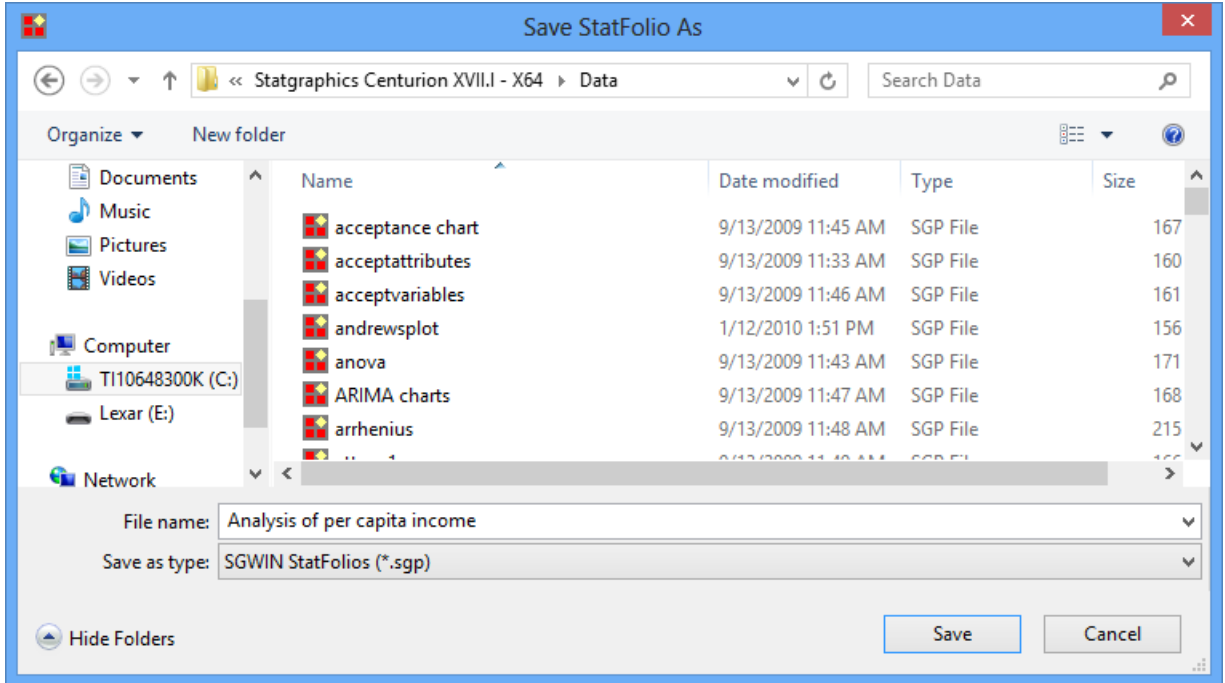 Save StatFolio As
« Statgraphics Centurion XVII.I - X64 Data Search Data
Organize New folder
Documents Name Date modified Type Size
Music
Pictures
Videos
Computer
TI10648300K (C:)
Lexar (E:)
Network
acceptance chart 9/13/2009 11:45 AM SGP File 167
acceptattributes 9/13/2009 11:33 AM SGP File 160
acceptvariables 9/13/2009 11:46 AM SGP File 161
andrewsplot 1/12/2010 1:51 PM SGP File 156
anova 9/13/2009 11:43 AM SGP File 171
ARIMA charts 9/13/2009 11:47 AM SGP File 168
arrhenius 9/13/2009 11:48 AM SGP File 215
File name: Analysis of per capita income
Save as type: SGWIN StatFolios (*.sgp)
Hide Folders Save Cancel